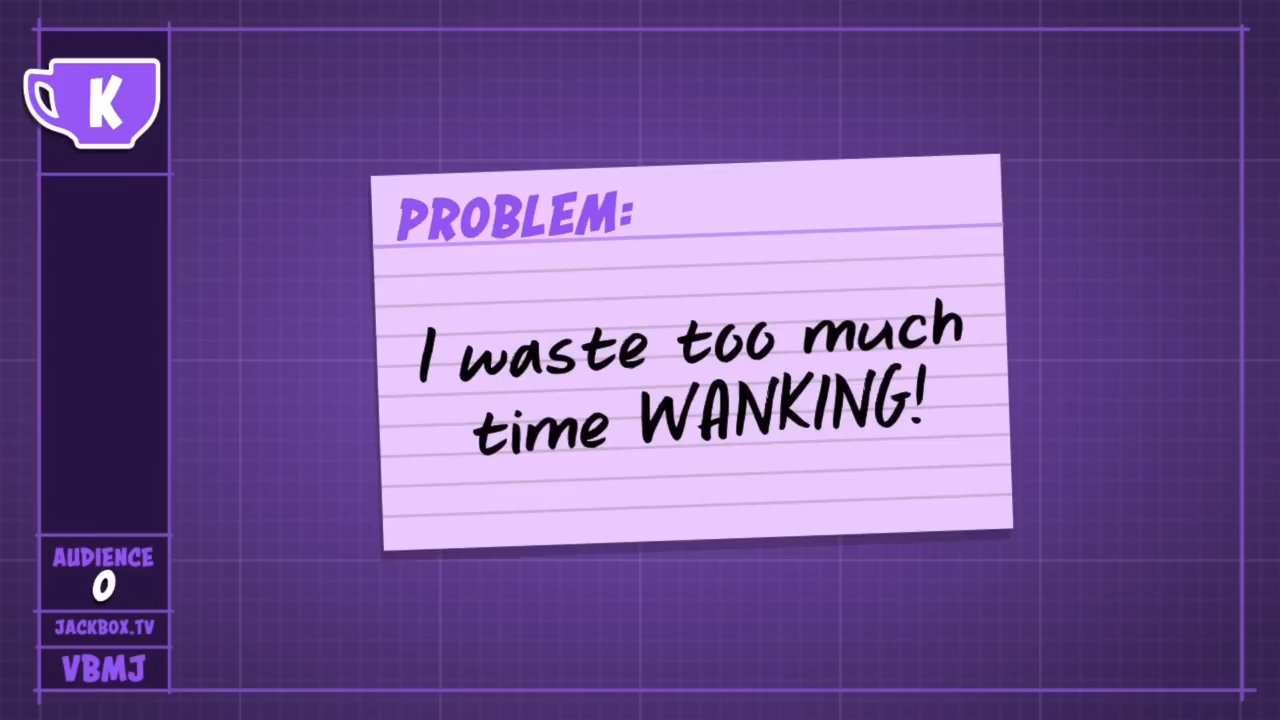 K
PROBLEM:
I waste too much
time WANKING!
AUDIENCE
0
JACKBOX.TV
VBMJ